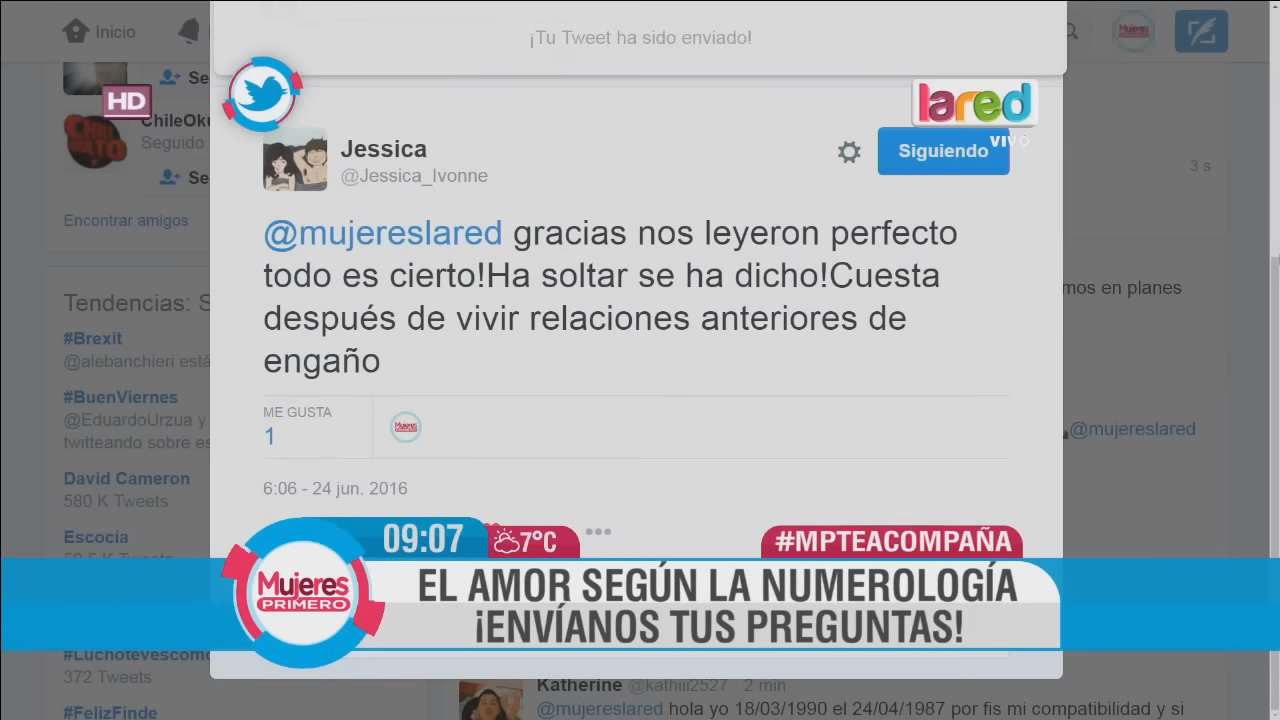 Inicio
¡Tu Tweet ha sido enviado!
Mujeres
Se
HD
lared
VIVO
ChileOku
Seguido
Se
Encontrar amigos
Jessica
@Jessica_Ivonne
Siguiendo
3 s
@mujereslared gracias nos leyeron perfecto
todo es cierto!Ha soltar se ha dicho!Cuesta
después de vivir relaciones anteriores de
engaño
mos en planes
@mujereslared
Tendencias: S
#Brexit
@alebanchieri está
#BuenViernes
@EduardoUrzua y
twitteando sobre es
David Cameron
580 K Tweets
Escocia
ME GUSTA
1
Mujeres
6:06 - 24 jun. 2016
09:07
7°C
#MPTEACOMPAÑA
Mujeres
PRIMERO
EL AMOR SEGÚN LA NUMEROLOGÍA
¡ENVÍANOS TUS PREGUNTAS!
#Luchotevescomo
372 Tweets
#FelizFinde
Katherine @kathiii2527 · 2 min
@mujereslared hola yo 18/03/1990 el 24/04/1987 por fis mi compatibilidad y si